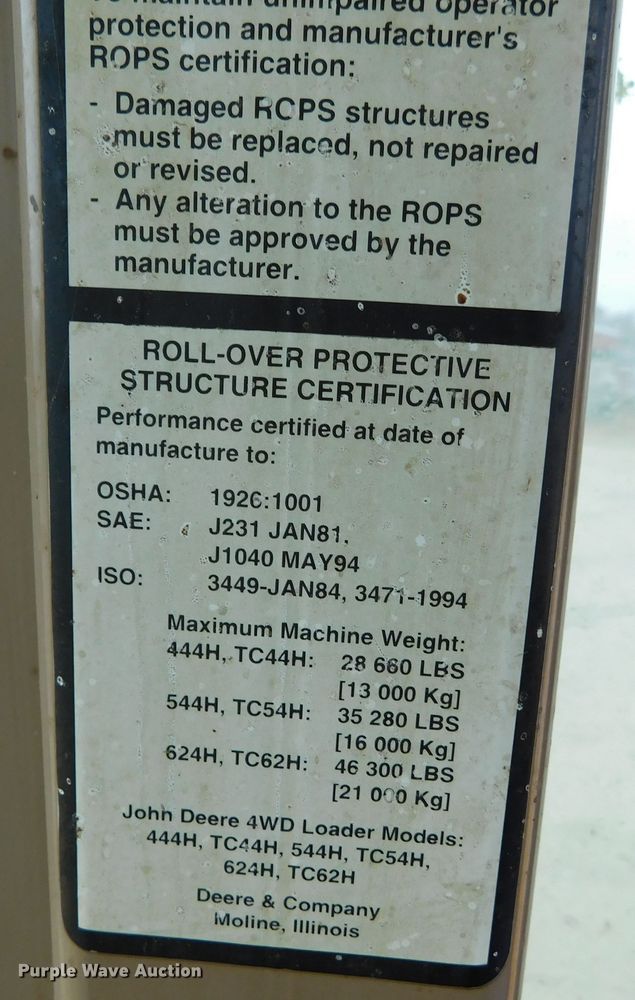 To maintain unimpaired operator
protection and manufacturer's
ROPS certification:
- Damaged ROPS structures
must be replaced, not repaired
or revised.
- Any alteration to the ROPS
must be approved by the
manufacturer.
ROLL-OVER PROTECTIVE
STRUCTURE CERTIFICATION
Performance certified at date of
manufacture to:
OSHA: 1926:1001
SAE: J231 JAN81,
J1040 MAY94
ISO: 3449-JAN84, 3471-1994
Maximum Machine Weight:
444H, TC44H: 28 660 LBS
[13 000 Kg]
544H, TC54H: 35 280 LBS
[16 000 Kg]
624H, TC62H: 46 300 LBS
[21 000 Kg]
John Deere 4WD Loader Models:
444H, TC44H, 544H, TC54H,
624H, TC62H
Deere & Company
Moline, Illinois
Purple Wave Auction